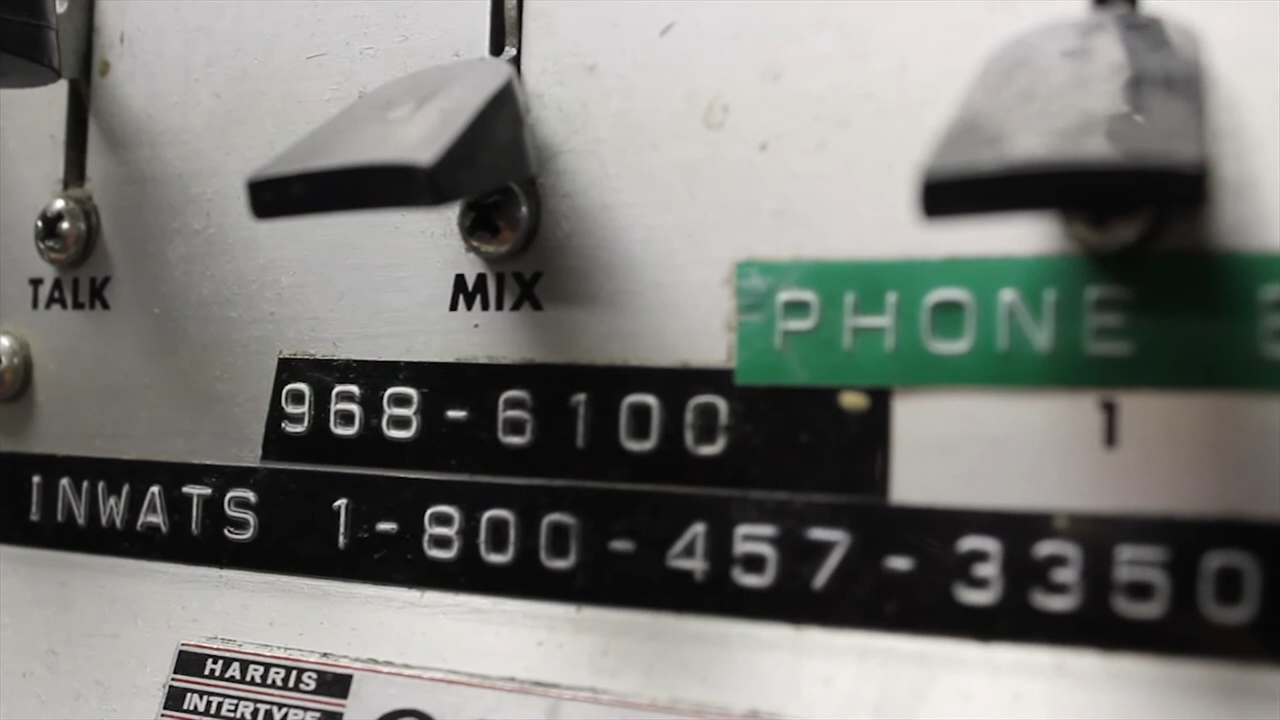 TALK
MIX
PHONE
968-6100
1
INWATS 1-800-457-3350
HARRIS
INTERTYPE